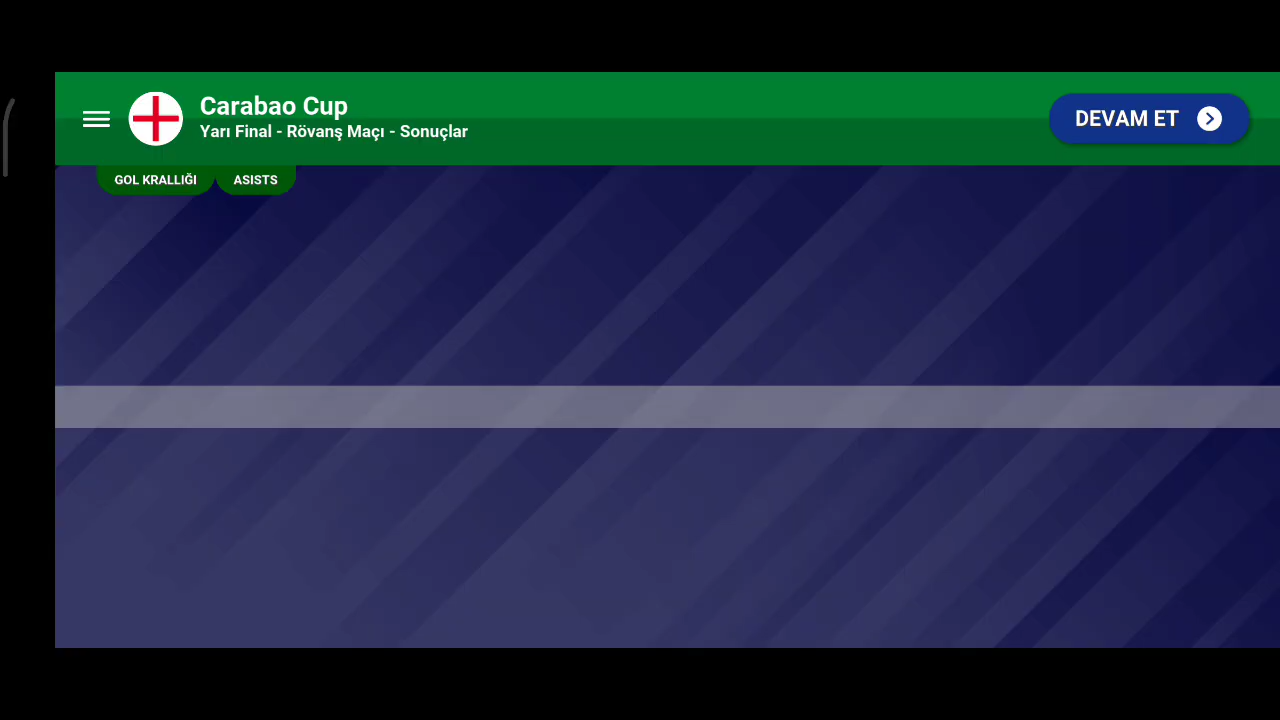 Carabao Cup
Yarı Final - Rövanş Maçı - Sonuçlar
DEVAM ET
GOL KRALLIĞI
ASISTS